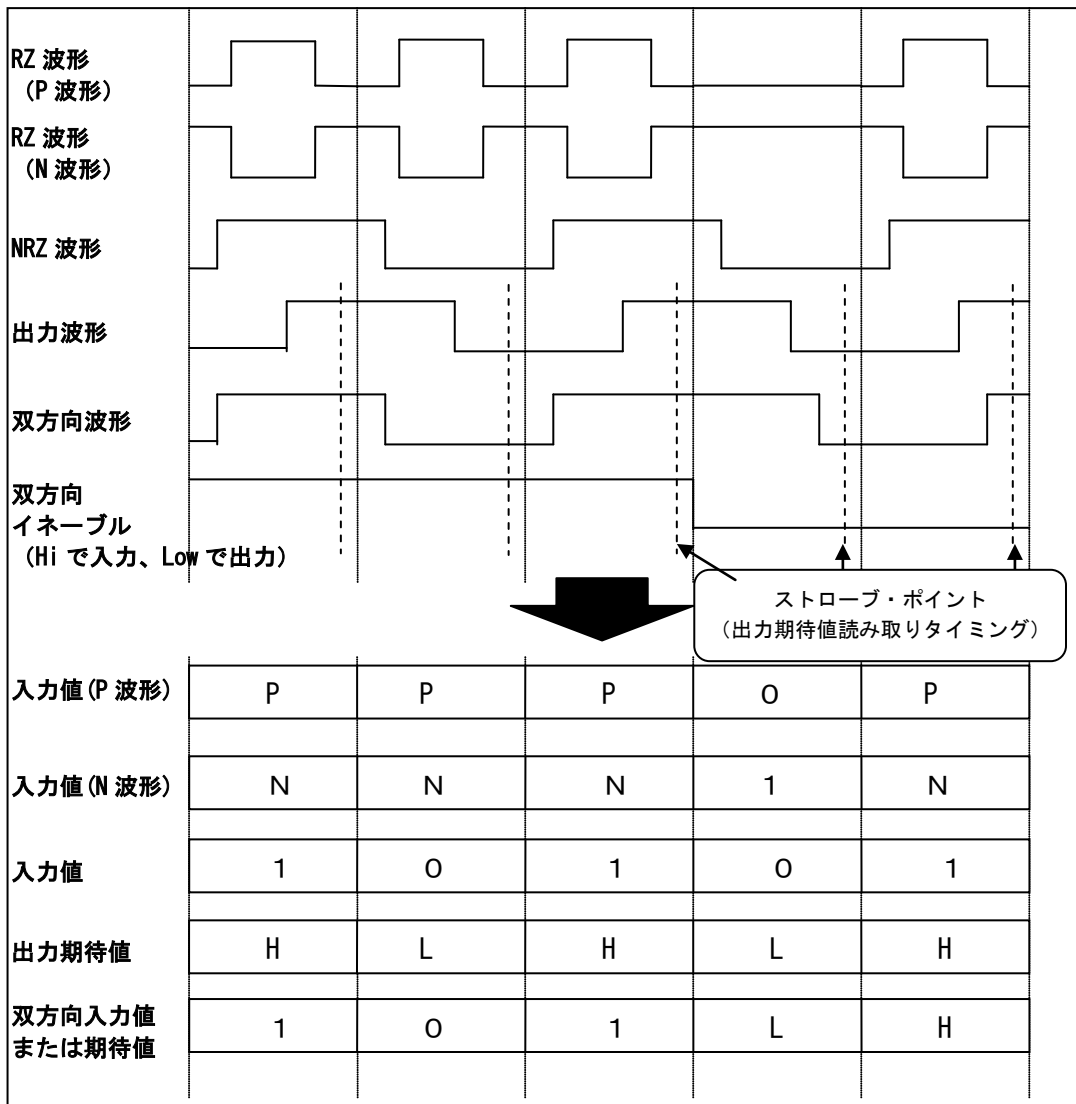 RZ 波形
（P 波形）
RZ 波形
（N 波形）
NRZ 波形
出力波形
双方向波形
双方向
イネーブル
（Hi で入力、Low で出力）
ストローブ・ポイント
（出力期待値読み取りタイミング）
入力値(P 波形) P P P 0 P
入力値(N 波形) N N N 1 N
入力値 1 0 1 0 1
出力期待値 H L H L H
双方向入力値
または期待値 1 0 1 L H